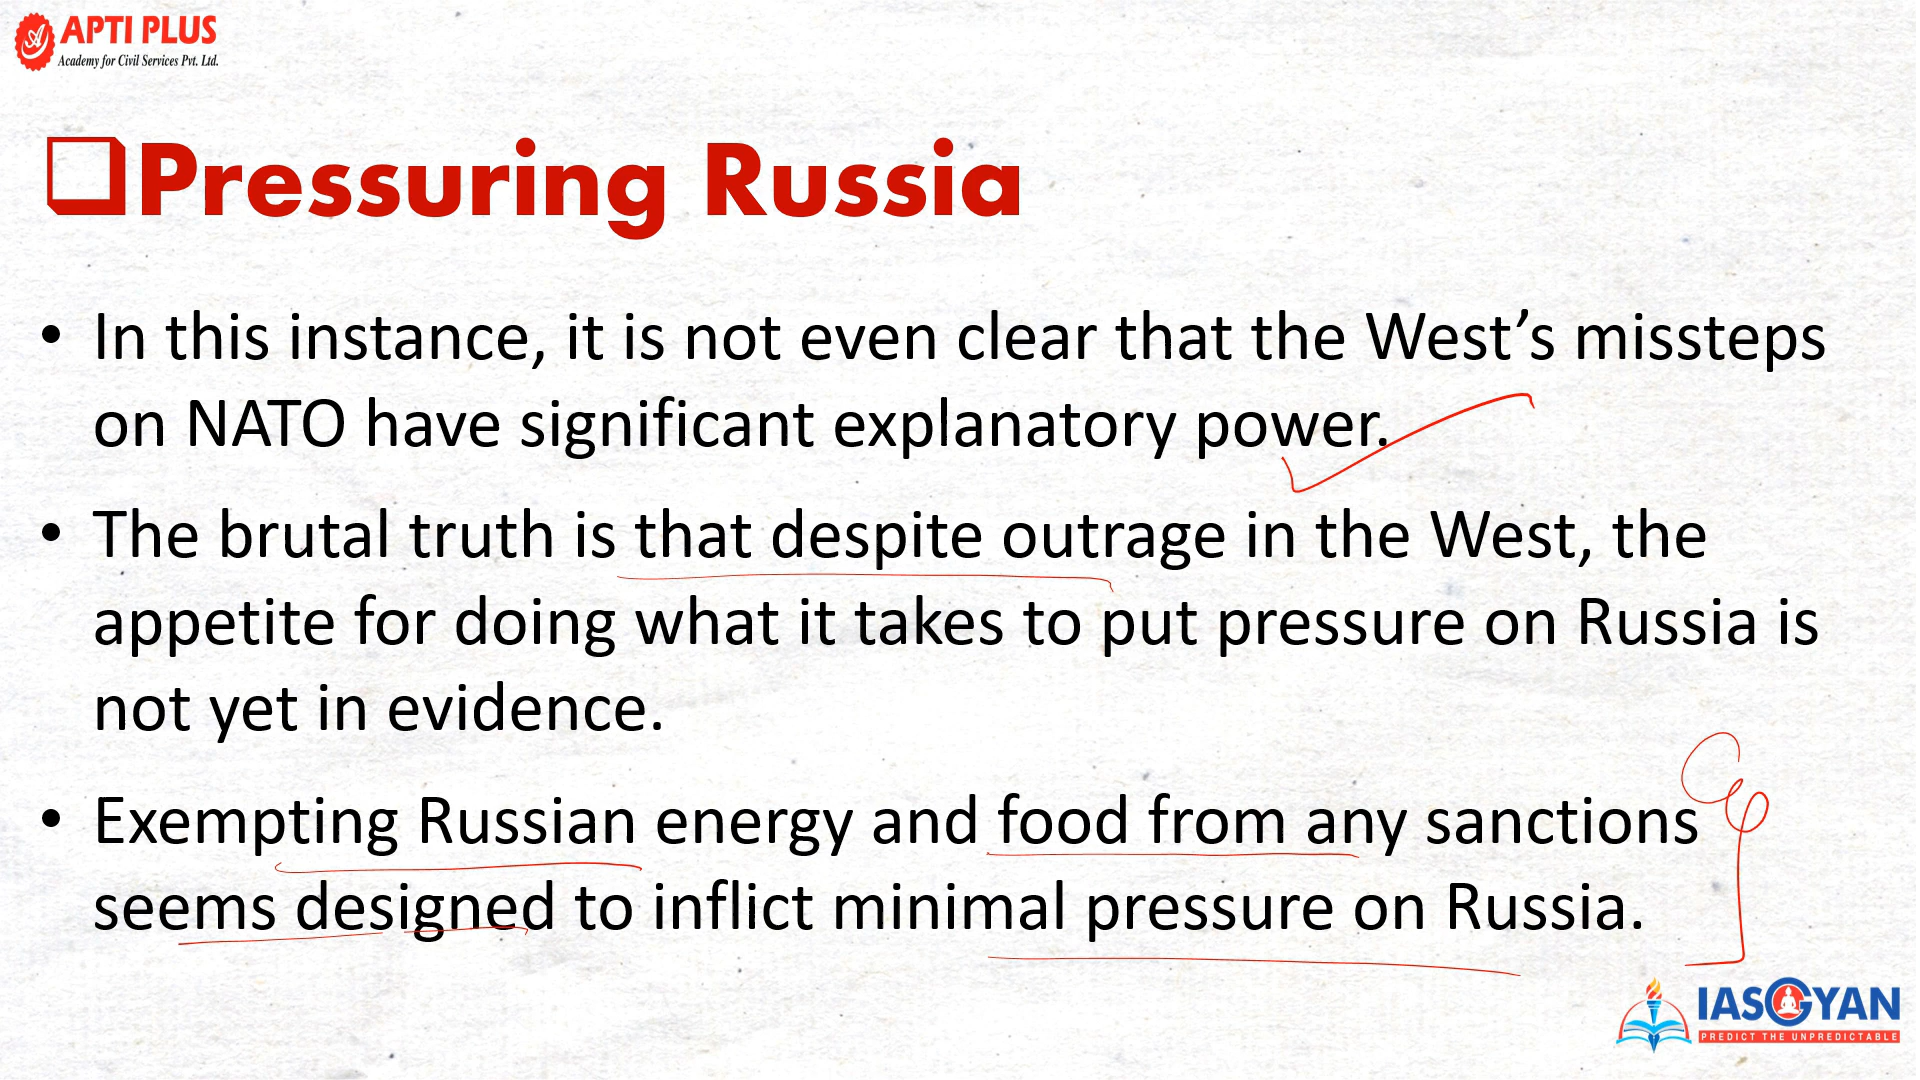 APTI PLUS
Academy for Civil Services Pvt. Ltd.
Pressuring Russia
• In this instance, it is not even clear that the West’s missteps
on NATO have significant explanatory power.
• The brutal truth is that despite outrage in the West, the
appetite for doing what it takes to put pressure on Russia is
not yet in evidence.
• Exempting Russian energy and food from any sanctions
seems designed to inflict minimal pressure on Russia.
IASGYAN
PREDICT THE UNPREDICTABLE